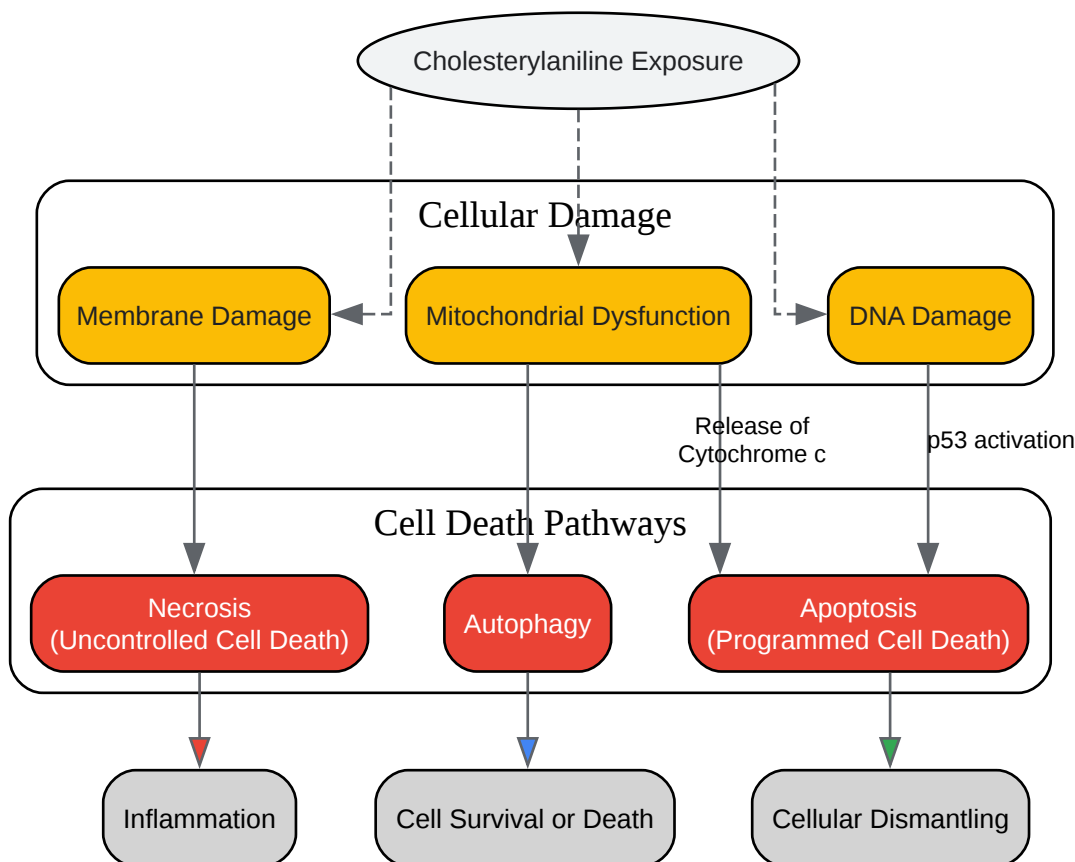 Cholesterylaniline Exposure
Cellular Damage
Membrane Damage
Mitochondrial Dysfunction
DNA Damage
Release of
Cytochrome c
p53 activation
Cell Death Pathways
Necrosis
(Uncontrolled Cell Death)
Autophagy
Apoptosis
(Programmed Cell Death)
Inflammation
Cell Survival or Death
Cellular Dismantling